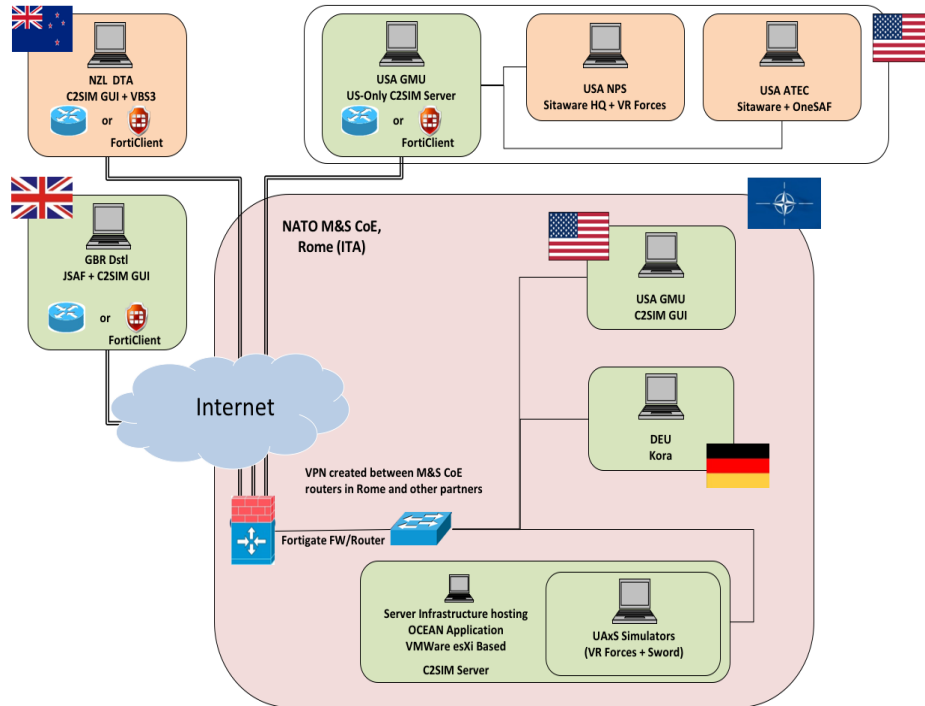 NZL DTA
C2SIM GUI + VBS3
or
FortiClient
USA GMU
US-Only C2SIM Server
or
FortiClient
USA NPS
Sitaware HQ + VR Forces
USA ATEC
Sitaware + OneSAF
GBR Dstl
JSAF + C2SIM GUI
or
FortiClient
NATO M&S CoE,
Rome (ITA)
USA GMU
C2SIM GUI
Internet
DEU
Kora
VPN created between M&S CoE
routers in Rome and other partners
Fortigate FW/Router
Server Infrastructure hosting
OCEAN Application
VMWare esXi Based
C2SIM Server
UAxS Simulators
(VR Forces + Sword)